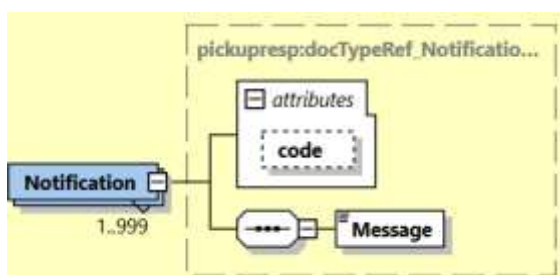 pickupresp:docTypeRef_Notificatio...
attributes
code
Notification
1..999
Message